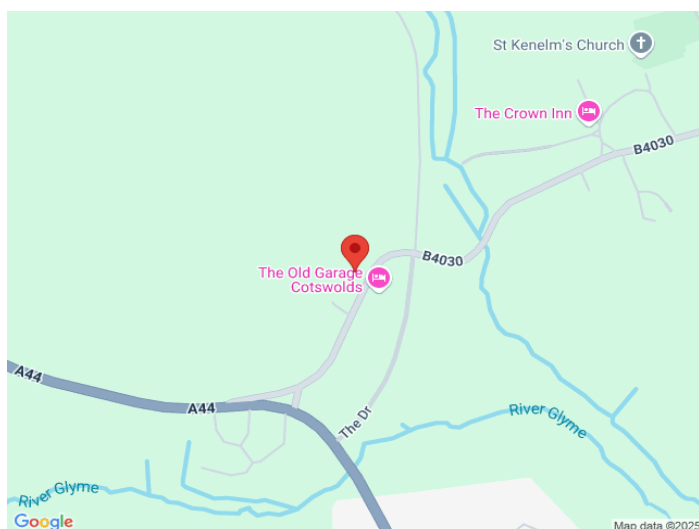 St Kenelm's Church
The Crown Inn
B4030
B4030
The Old Garage
Cotswolds
A44
A44
The Dr
River Glyme
River Glyme
Google
Map data ©2025